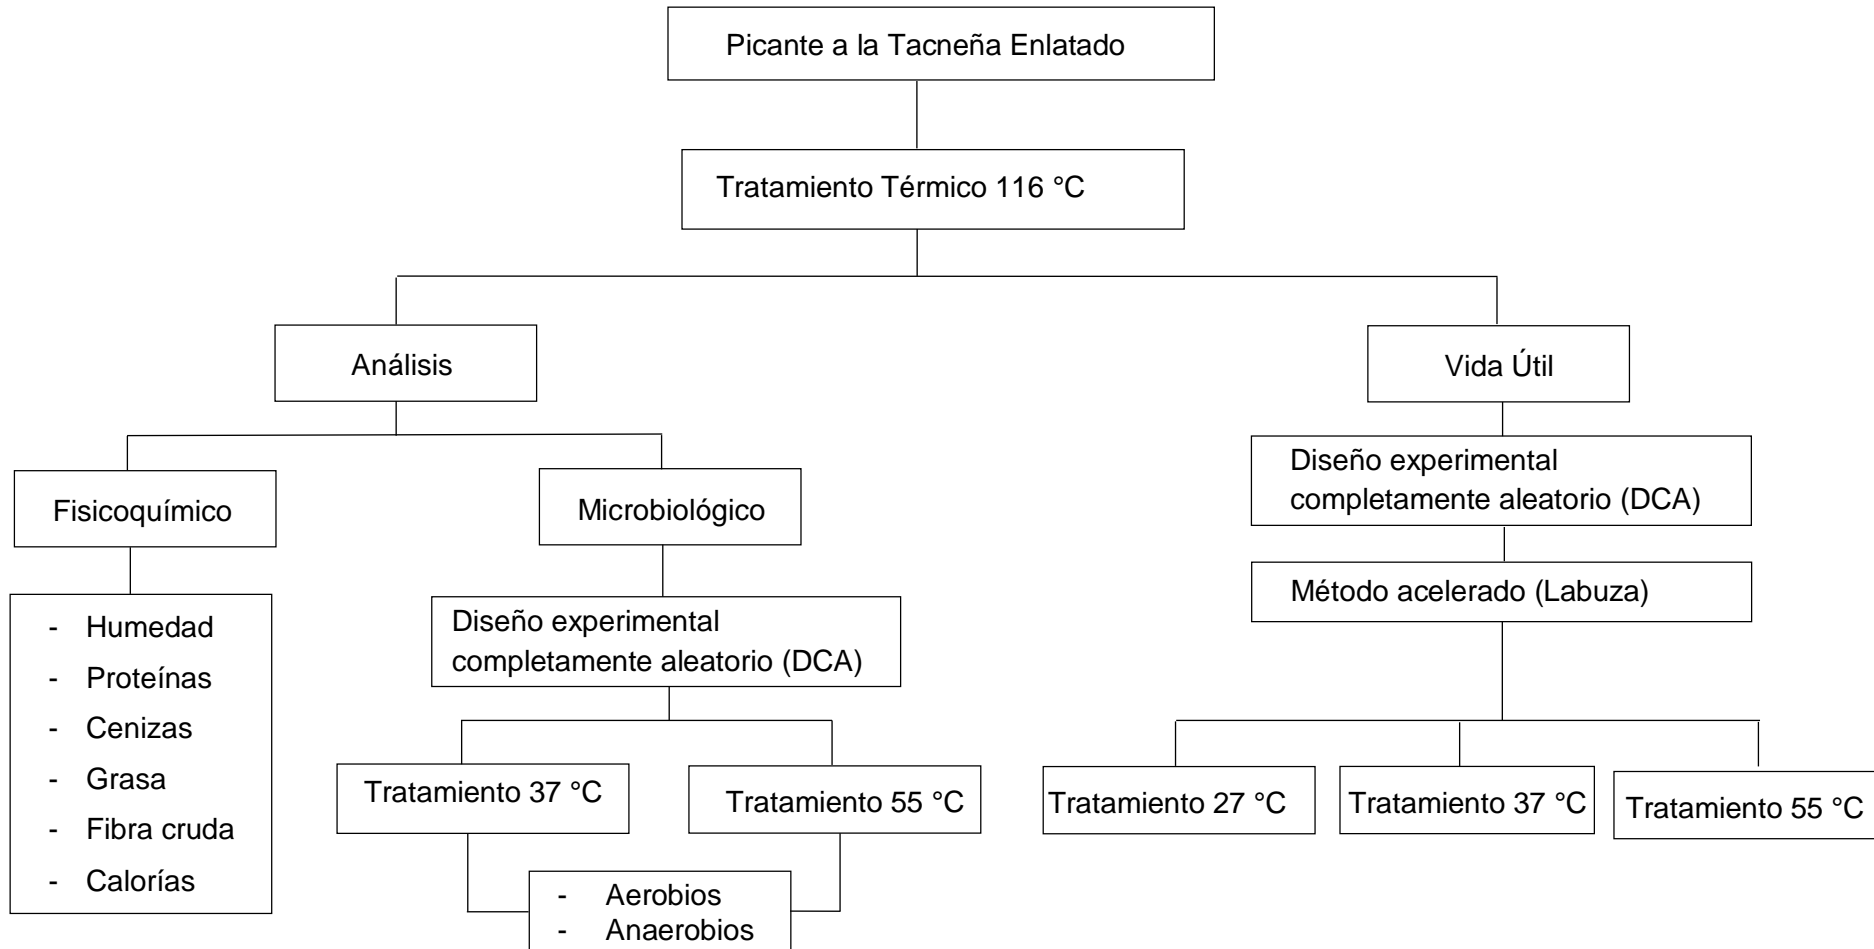 Picante a la Tacneña Enlatado
Tratamiento Térmico 116 °C
Análisis
Vida Útil
Fisicoquímico
Microbiológico
Diseño experimental
completamente aleatorio (DCA)
Método acelerado (Labuza)
- Humedad
- Proteínas
- Cenizas
- Grasa
- Fibra cruda
- Calorías
Diseño experimental
completamente aleatorio (DCA)
Tratamiento 37 °C
Tratamiento 55 °C
- Aerobios
- Anaerobios
Tratamiento 27 °C
Tratamiento 37 °C
Tratamiento 55 °C